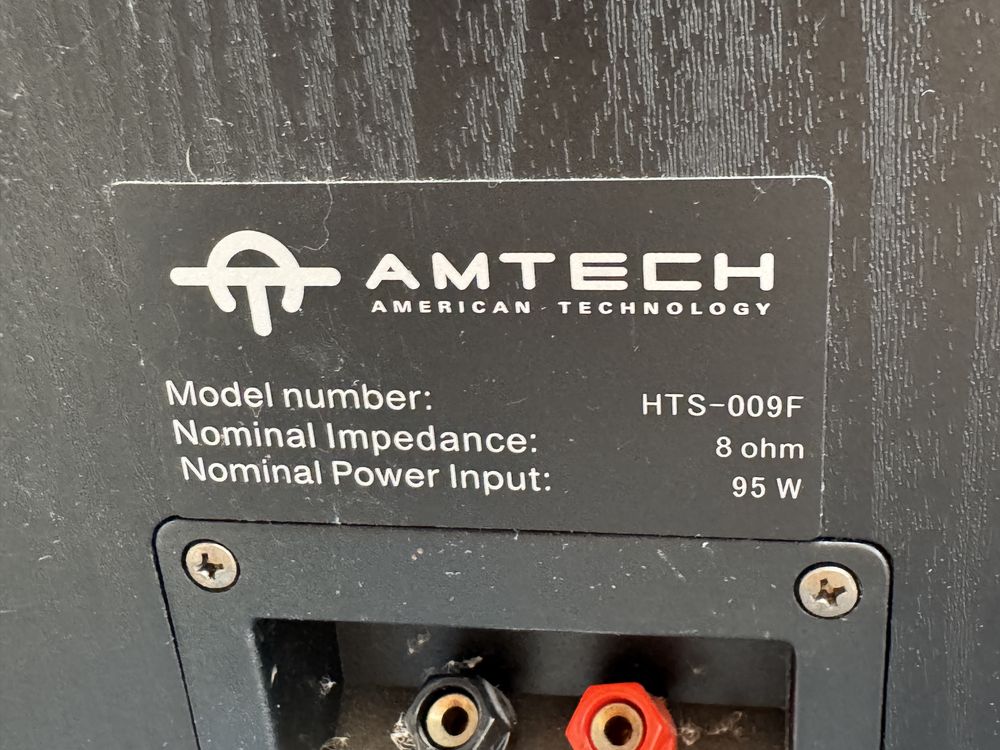 AMTECH
AMERICAN - TECHNOLOGY
Model number: HTS-009F
Nominal Impedance: 8 ohm
Nominal Power Input: 95 W